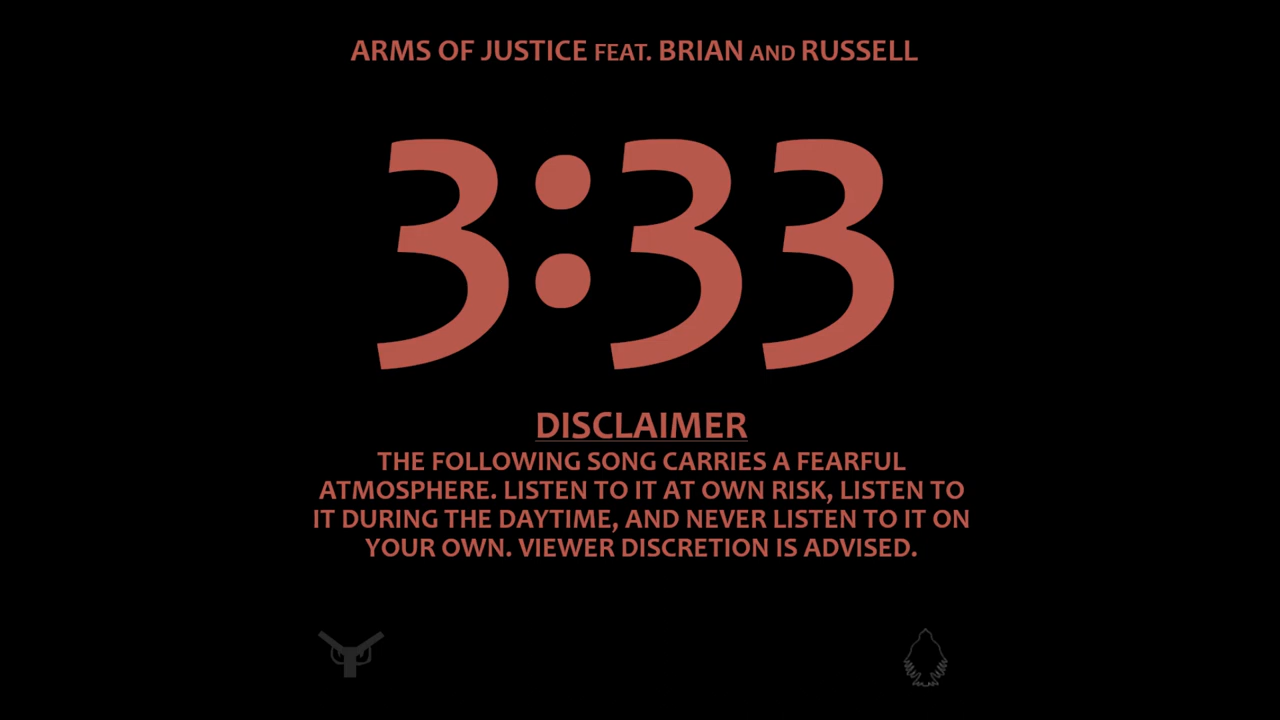 ARMS OF JUSTICE FEAT. BRIAN AND RUSSELL
3:33
DISCLAIMER
THE FOLLOWING SONG CARRIES A FEARFUL
ATMOSPHERE. LISTEN TO IT AT OWN RISK, LISTEN TO
IT DURING THE DAYTIME, AND NEVER LISTEN TO IT ON
YOUR OWN. VIEWER DISCRETION IS ADVISED.